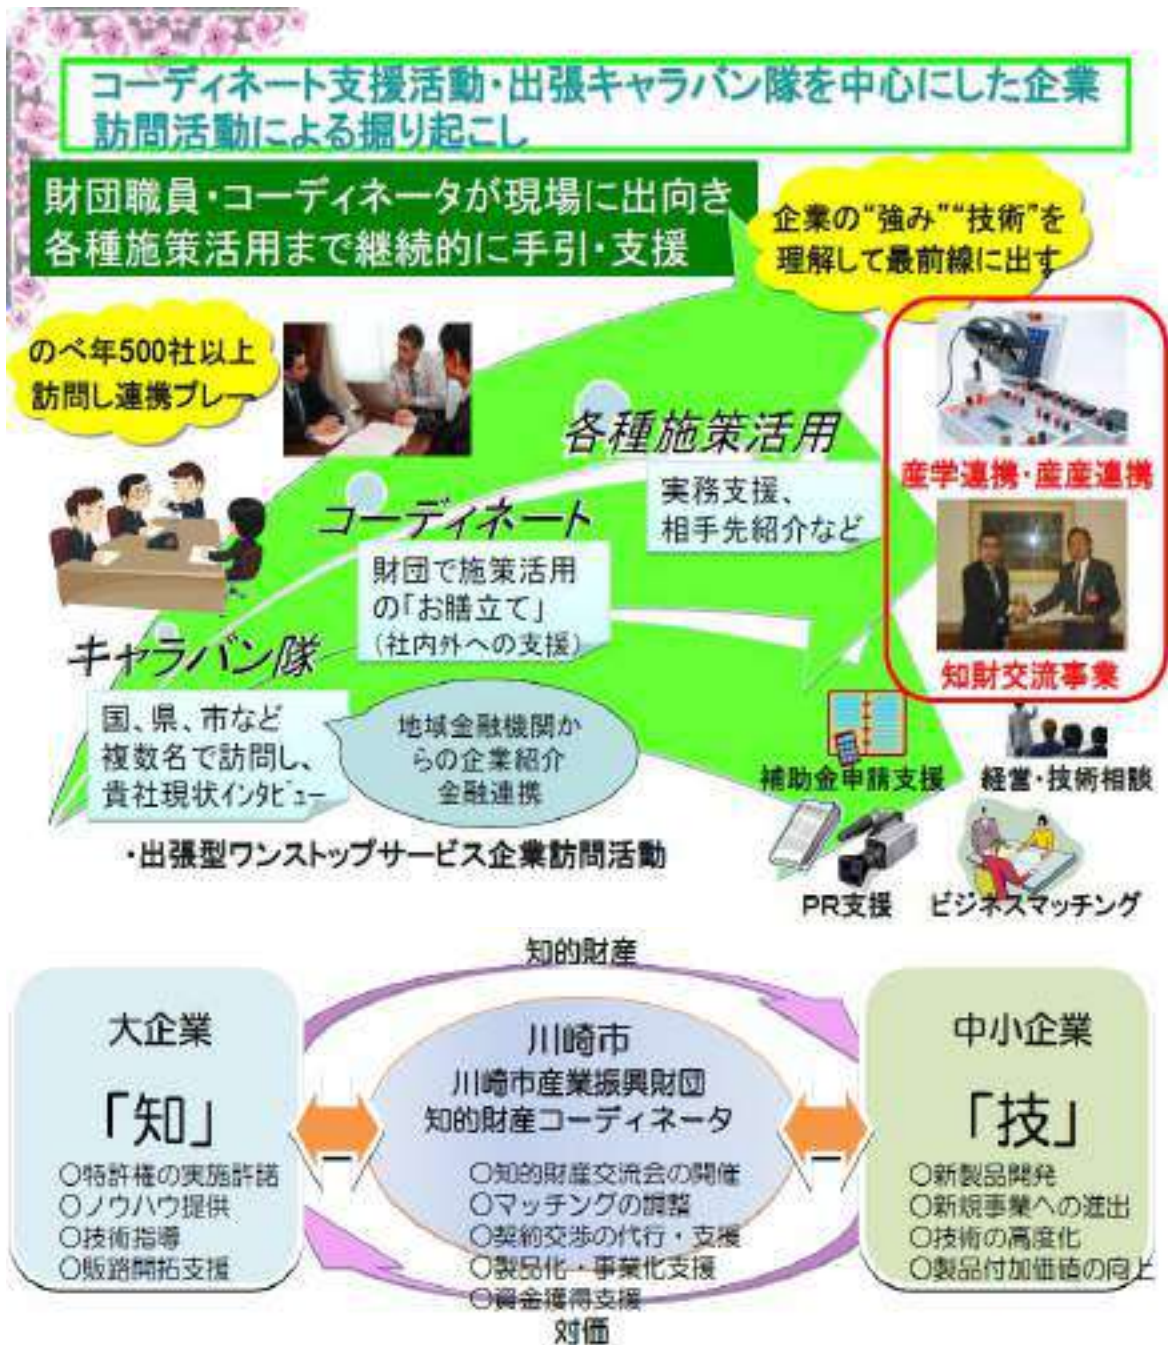 コーディネート支援活動・出張キャラバン隊を中心にした企業
訪問活動による掘り起こし
財団職員・コーディネータが現場に出向き
各種施策活用まで継続的に手引・支援
企業の“強み”“技術”を
理解して最前線に出す
のべ年500社以上
訪問し連携プレー
各種施策活用
実務支援、
相手先紹介など
産学連携・産産連携
コーディネート
財団で施策活用
の「お膳立て」
(社内外への支援)
知財交流事業
キャラバン隊
国、県、市など
複数名で訪問し、
貴社現状インタビュー
地域金融機関か
らの企業紹介
金融連携
補助金申請支援
経営・技術相談
・出張型ワンストップサービス企業訪問活動
PR支援
ビジネスマッチング
知的財産
大企業
「知」
○特許権の実施許諾
○ノウハウ提供
○技術指導
○販路開拓支援
川崎市
川崎市産業振興財団
知的財産コーディネータ
○知的財産交流会の開催
○マッチングの調整
○契約交渉の代行・支援
○製品化・事業化支援
○資金獲得支援
中小企業
「技」
○新製品開発
○新規事業への進出
○技術の高度化
○製品付加価値の向上
対価